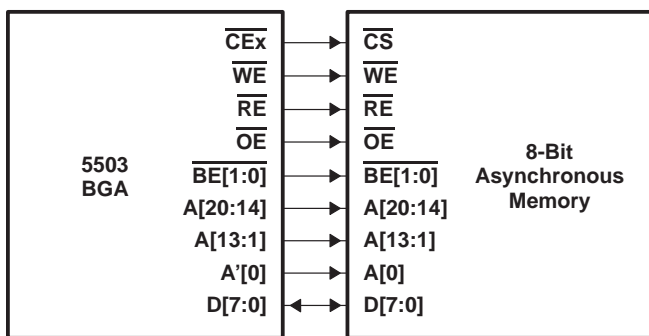 5503
BGA
CEx
WE
RE
OE
BE[1:0]
A[20:14]
A[13:1]
A'[0]
D[7:0]
CS
WE
RE
OE
BE[1:0]
A[20:14]
A[13:1]
A[0]
D[7:0]
8-Bit
Asynchronous
Memory